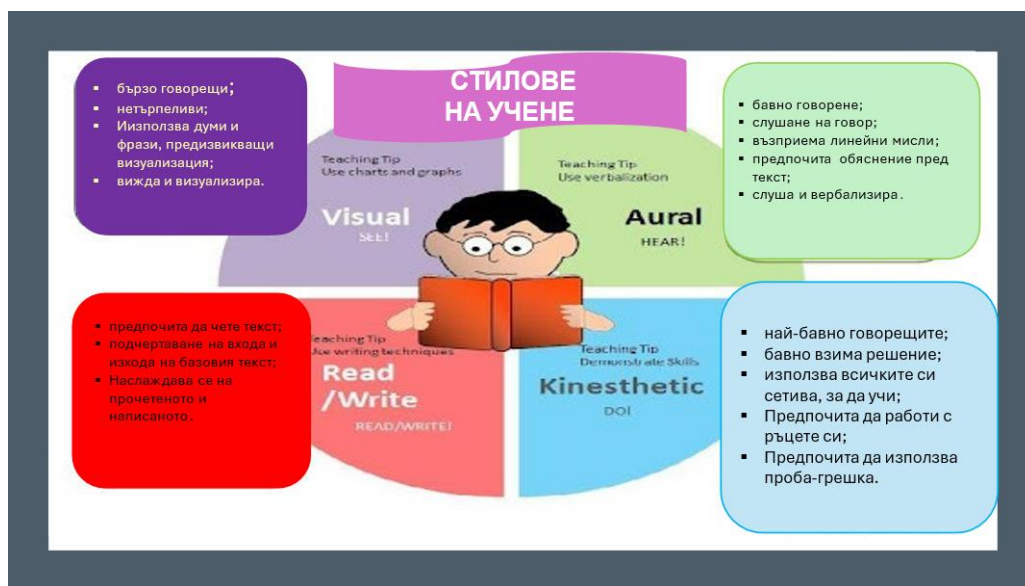 СТИЛОВЕ
НА УЧЕНЕ
▪ бързо говорещи;
▪ нетърпеливи;
▪ Иизползва думи и
фрази, предизвикващи
визуализация;
▪ вижда и визуализира.
Teaching Tip
Use charts and graphs
Visual
SEE!
Teaching Tip
Use verbalization
Aural
HEAR!
▪ бавно говорене;
▪ слушане на говор;
▪ възприема линейни мисли;
▪ предпочита обяснение пред
текст;
▪ слуша и вербализира.
▪ предпочита да чете текст;
▪ подчертаване на входа и
изхода на базовия текст;
▪ Наслаждава се на
прочетеното и
написаното.
Teaching Tip
Use writing techniques
Read
/Write
READ/WRITE!
Teaching Tip
Demonstrate Skills
Kinesthetic
DO!
▪ най-бавно говорещите;
▪ бавно взима решение;
▪ използва всичките си
сетива, за да учи;
▪ Предпочита да работи с
ръцете си;
▪ Предпочита да използва
проба-грешка.